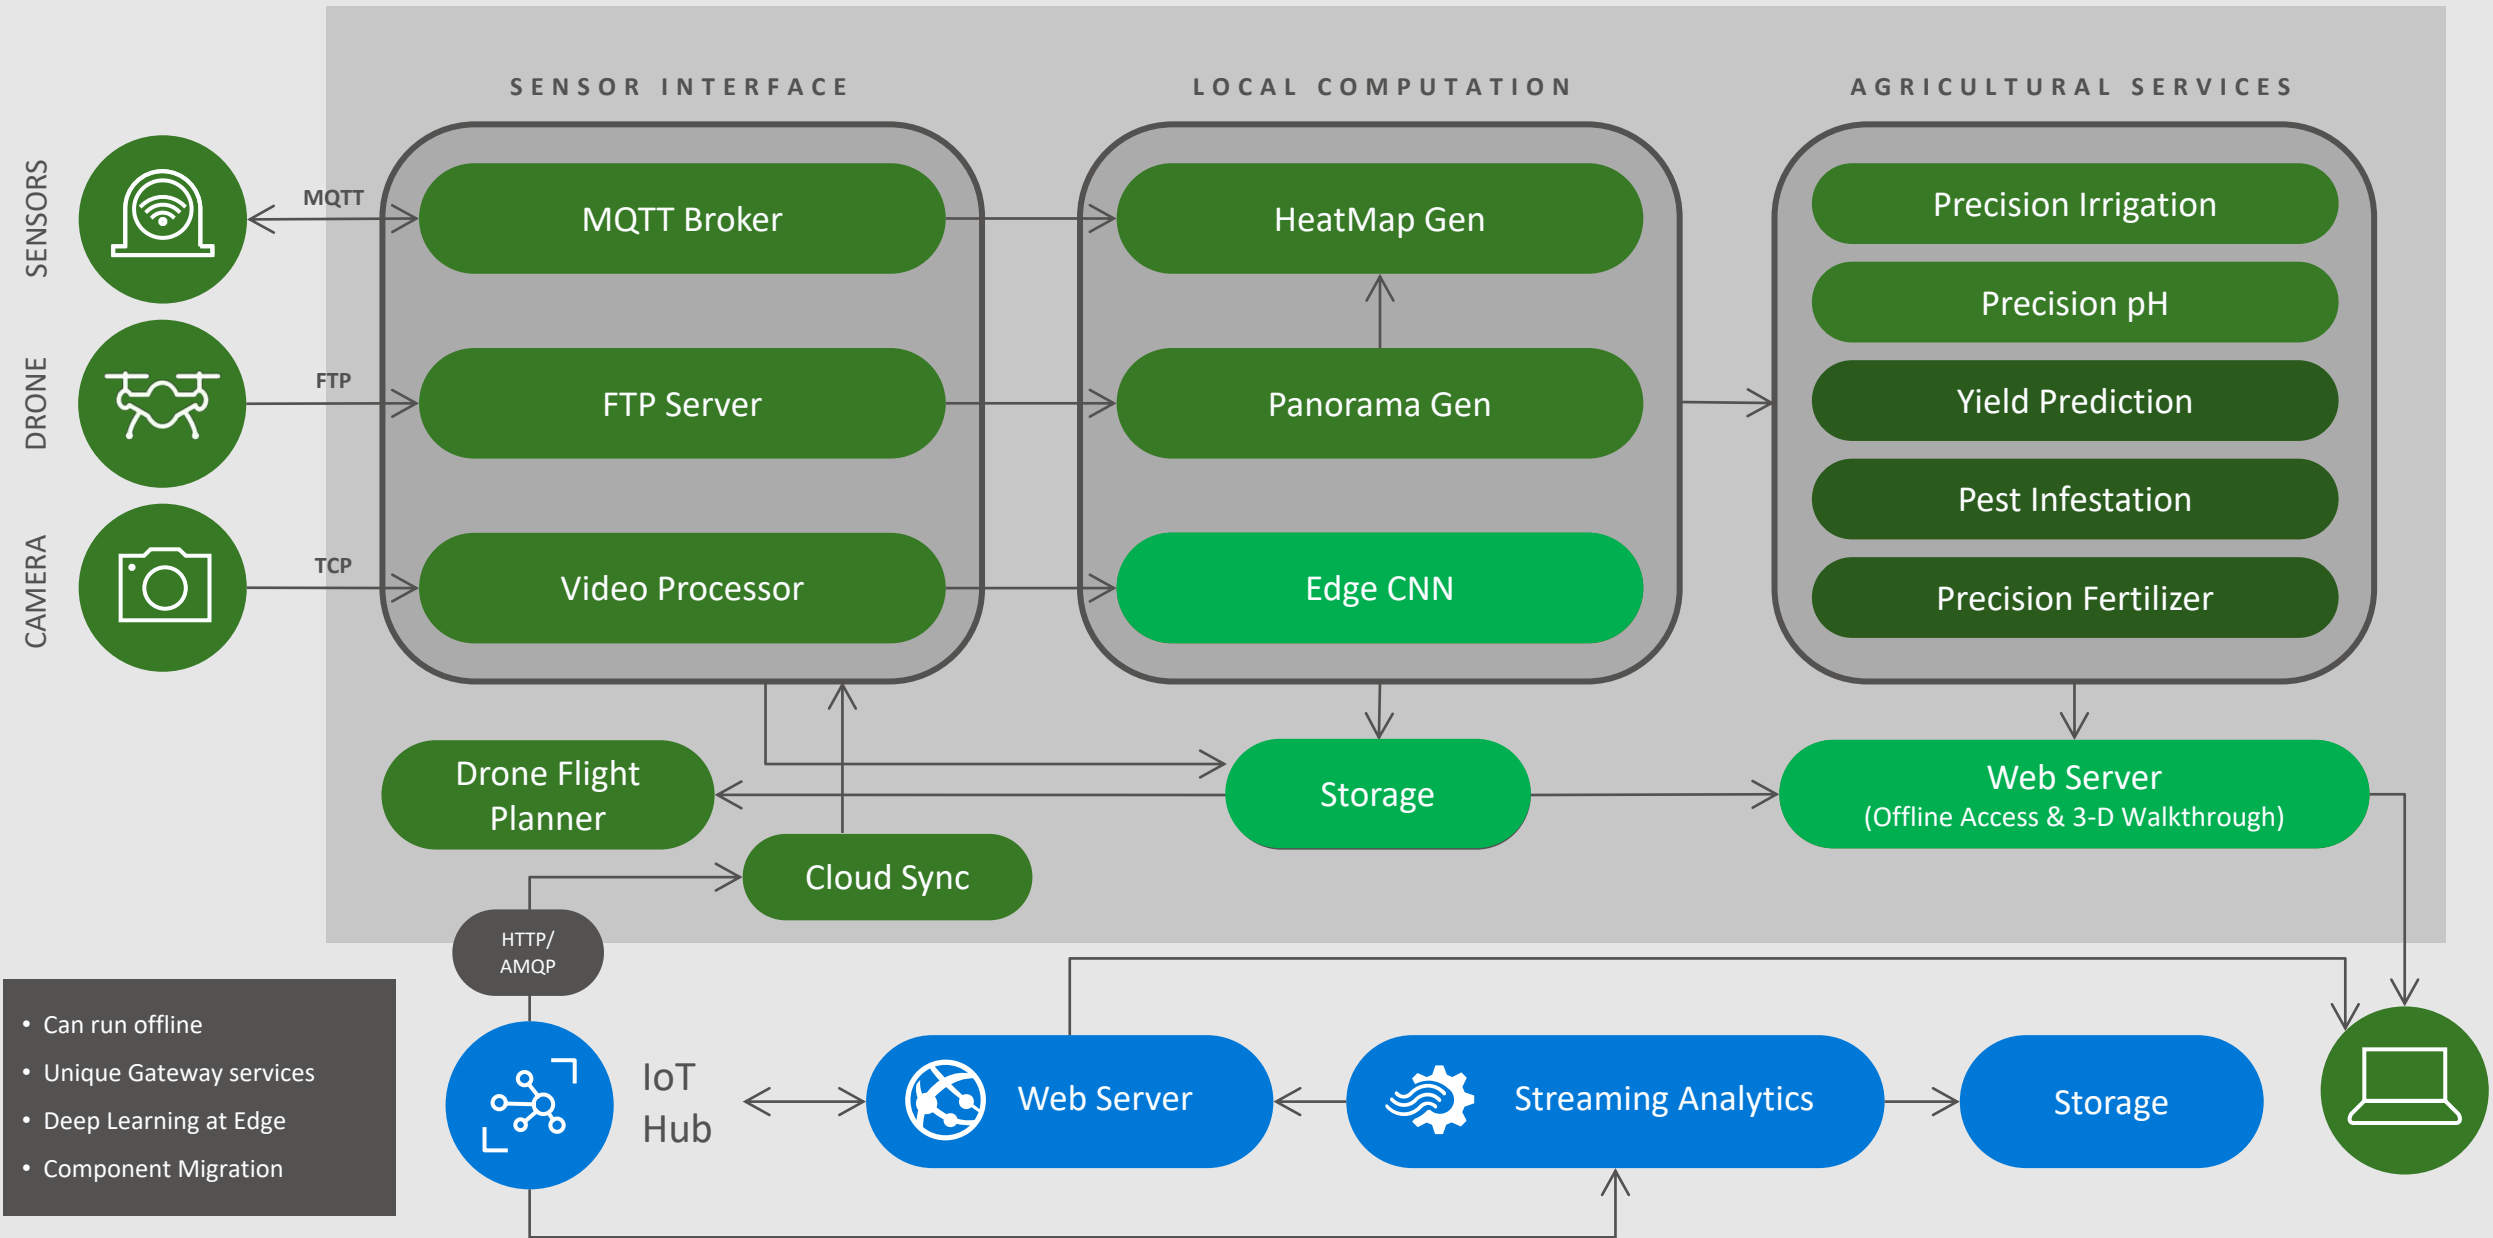 SENSOR INTERFACE
LOCAL COMPUTATION
AGRICULTURAL SERVICES
SENSORS
MQTT
MQTT Broker
HeatMap Gen
Precision Irrigation
Precision pH
DRONE
FTP
FTP Server
Panorama Gen
Yield Prediction
Pest Infestation
CAMERA
TCP
Video Processor
Edge CNN
Precision Fertilizer
Drone Flight
Planner
Storage
Web Server
(Offline Access & 3-D Walkthrough)
Cloud Sync
HTTP/
AMQP
• Can run offline
• Unique Gateway services
• Deep Learning at Edge
• Component Migration
IoT
Hub
Web Server
Streaming Analytics
Storage